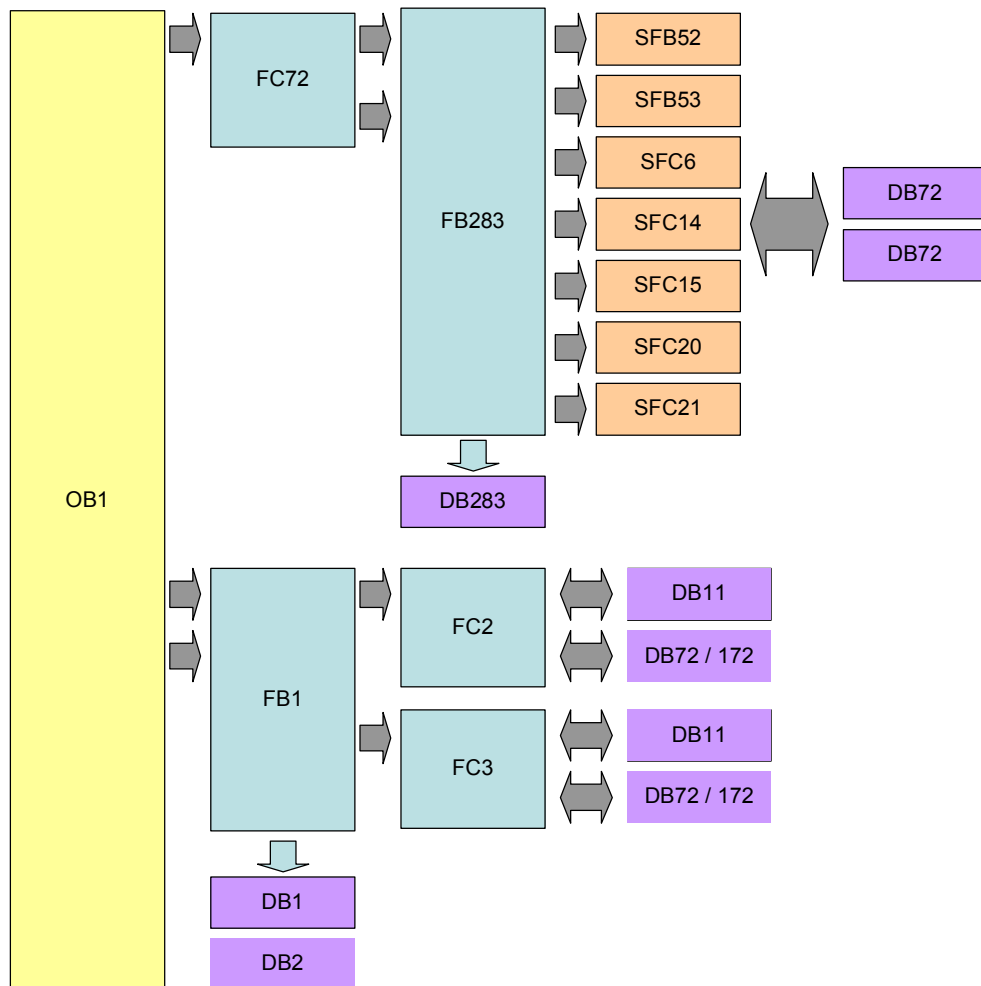 OB1
FC72
FB283
SFB52
SFB53
SFC6
SFC14
SFC15
SFC20
SFC21
DB72
DB72
DB283
FB1
FC2
DB11
DB72 / 172
FC3
DB11
DB72 / 172
DB1
DB2